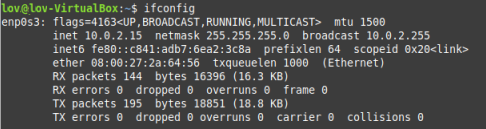 lov@lov-VirtualBox:~$ ifconfig
enp0s3: flags=4163<UP,BROADCAST,RUNNING,MULTICAST>  mtu 1500
        inet 10.0.2.15  netmask 255.255.255.0  broadcast 10.0.2.255
        inet6 fe80::c841:adb7:6ea2:3c8a  prefixlen 64  scopeid 0x20<link>
        ether 08:00:27:2a:64:56  txqueuelen 1000  (Ethernet)
        RX packets 144  bytes 16396 (16.3 KB)
        RX errors 0  dropped 0  overruns 0  frame 0
        TX packets 195  bytes 18851 (18.8 KB)
        TX errors 0  dropped 0 overruns 0  carrier 0  collisions 0